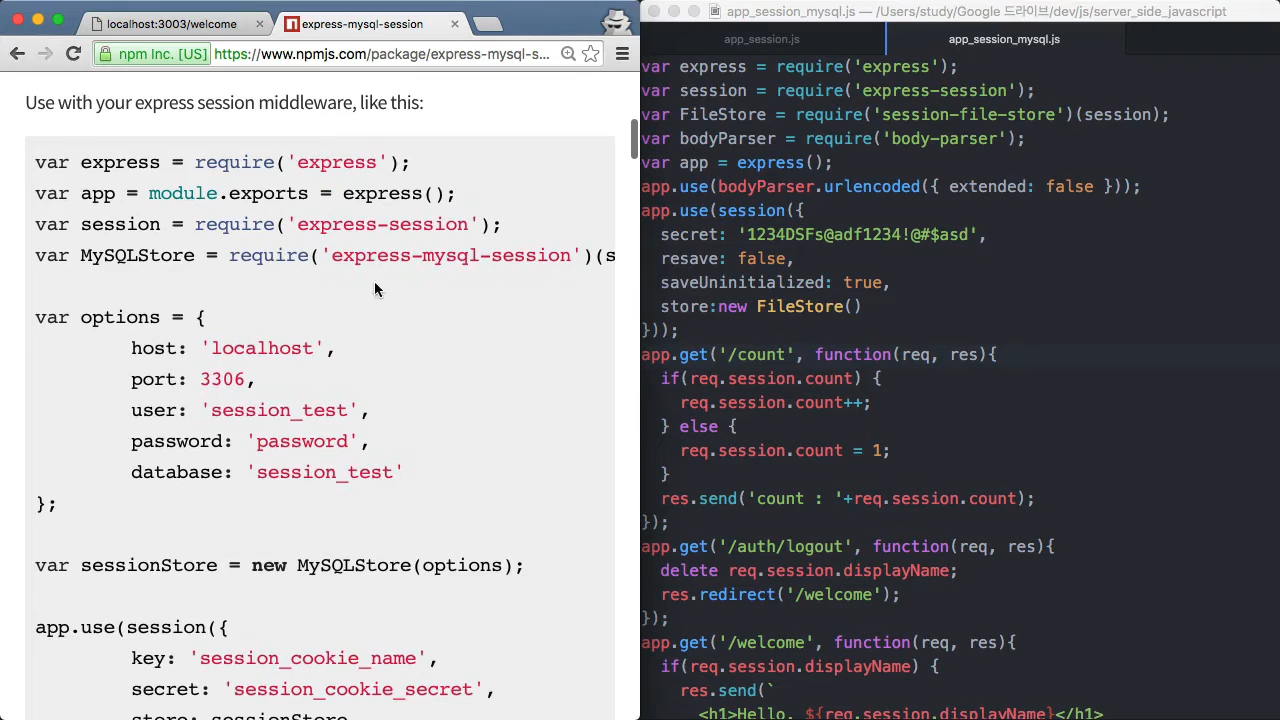 localhost:3003/welcome
express-mysql-session
npm Inc. [US]
https://www.npmjs.com/package/express-mysql-s...
Use with your express session middleware, like this:
var express = require('express');
var app = module.exports = express();
var session = require('express-session');
var MySQLStore = require('express-mysql-session')(s
var options = {
host: 'localhost',
port: 3306,
user: 'session_test',
password: 'password',
database: 'session_test'
};
var sessionStore = new MySQLStore(options);
app.use(session({
key: 'session_cookie_name',
secret: 'session_cookie_secret',
store: sessionStore
app_session_mysql.js — /Users/study/Google 드라이브/dev/js/server_side_javascript
app_session.js
app_session_mysql.js
var express = require('express');
var session = require('express-session');
var FileStore = require('session-file-store')(session);
var bodyParser = require('body-parser');
var app = express();
app.use(bodyParser.urlencoded({ extended: false }));
app.use(session({
secret: '1234DSFs@adf1234!@#$asd',
resave: false,
saveUninitialized: true,
store:new FileStore()
}));
app.get('/count', function(req, res){
if(req.session.count) {
req.session.count++;
} else {
req.session.count = 1;
}
res.send('count : '+req.session.count);
});
app.get('/auth/logout', function(req, res){
delete req.session.displayName;
res.redirect('/welcome');
});
app.get('/welcome', function(req, res){
if(req.session.displayName) {
res.send(`
<h1>Hello, ${req.session.displayName}</h1>